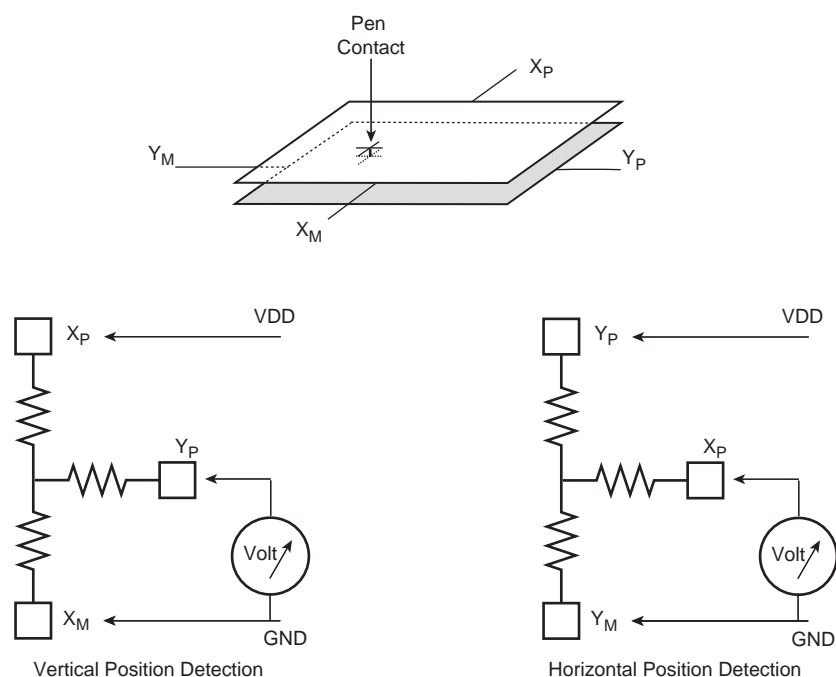 Pen
Contact
X_P
Y_M
Y_P
X_M
VDD
X_P
Y_P
Volt
X_M
GND
Vertical Position Detection
VDD
Y_P
X_P
Volt
Y_M
GND
Horizontal Position Detection